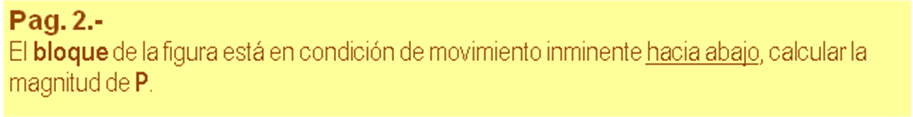 Pag. 2.-
El bloque de la figura está en condición de movimiento inminente hacia abajo, calcular la
magnitud de P.